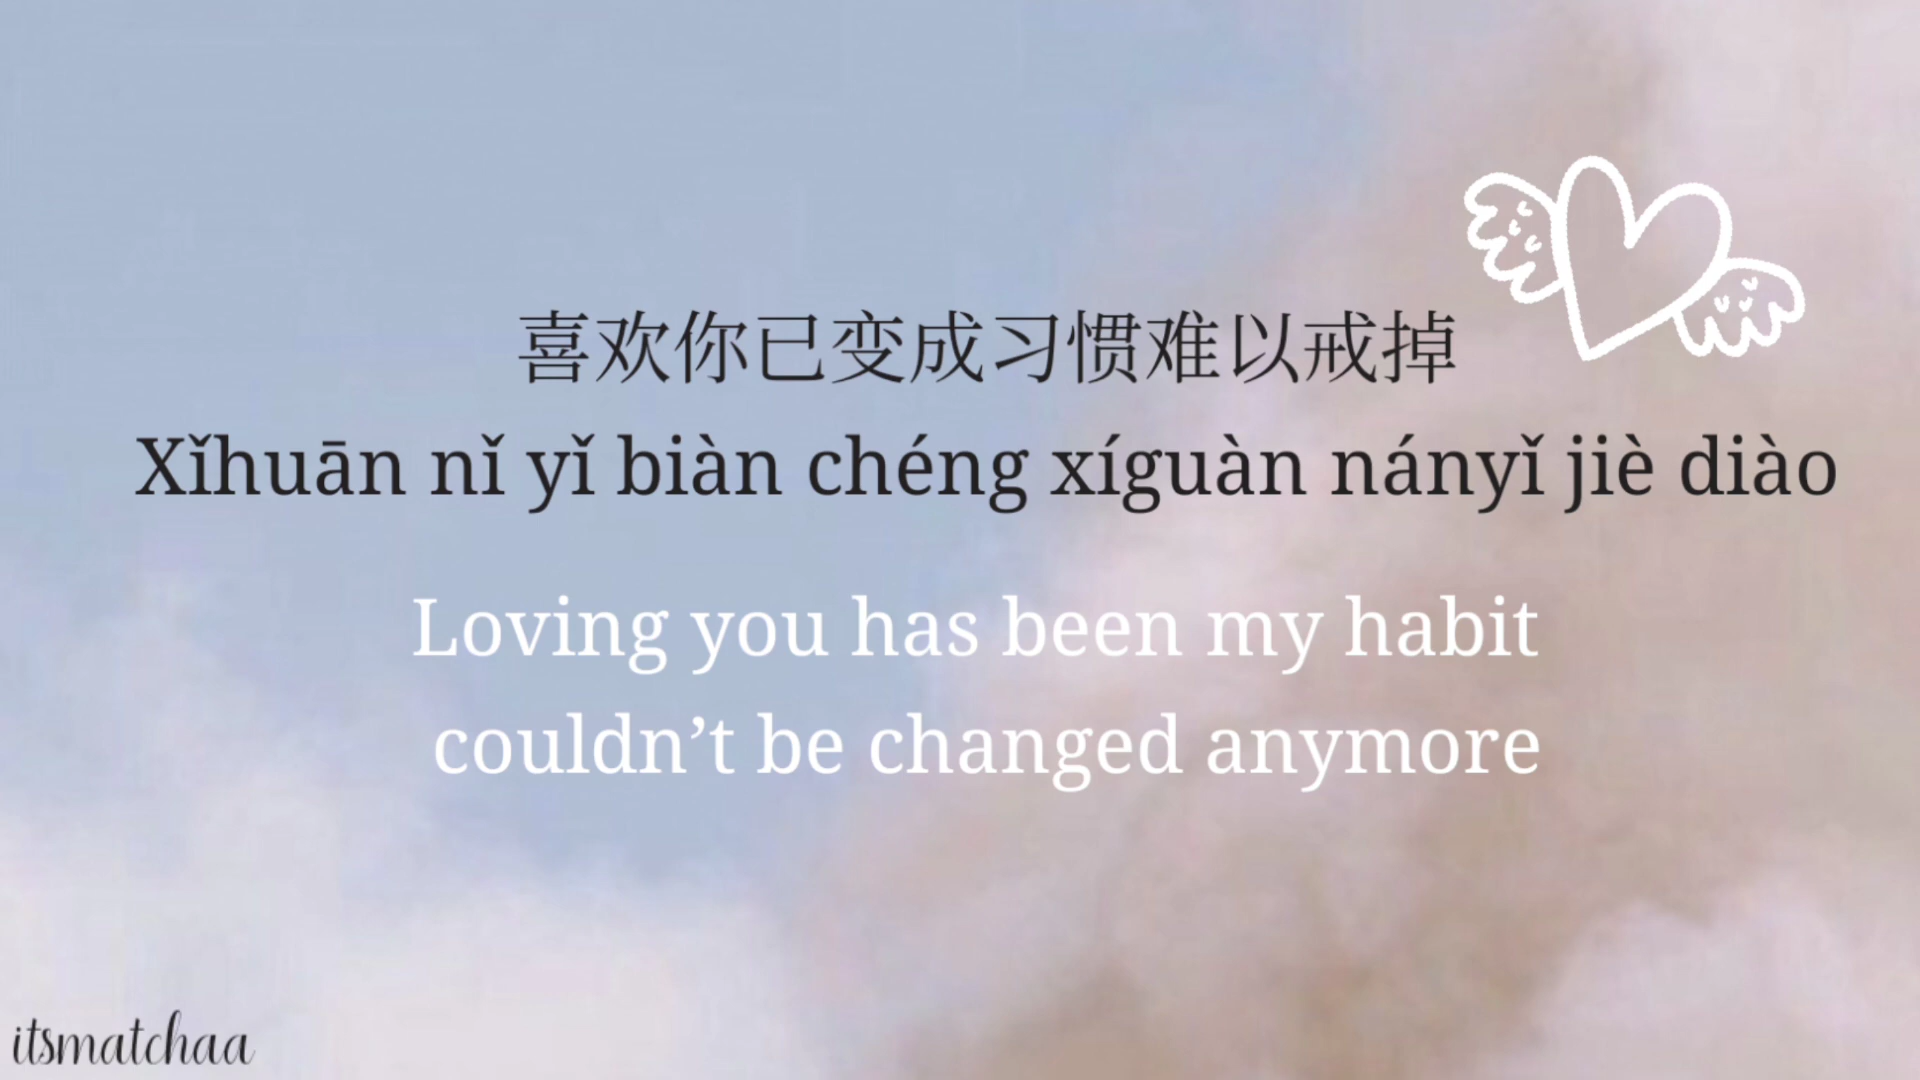 喜欢你已变成习惯难以戒掉
Xǐhuān nǐ yǐ biàn chéng xíguàn nányǐ jiè diào
Loving you has been my habit
couldn’t be changed anymore
itsmatchaa